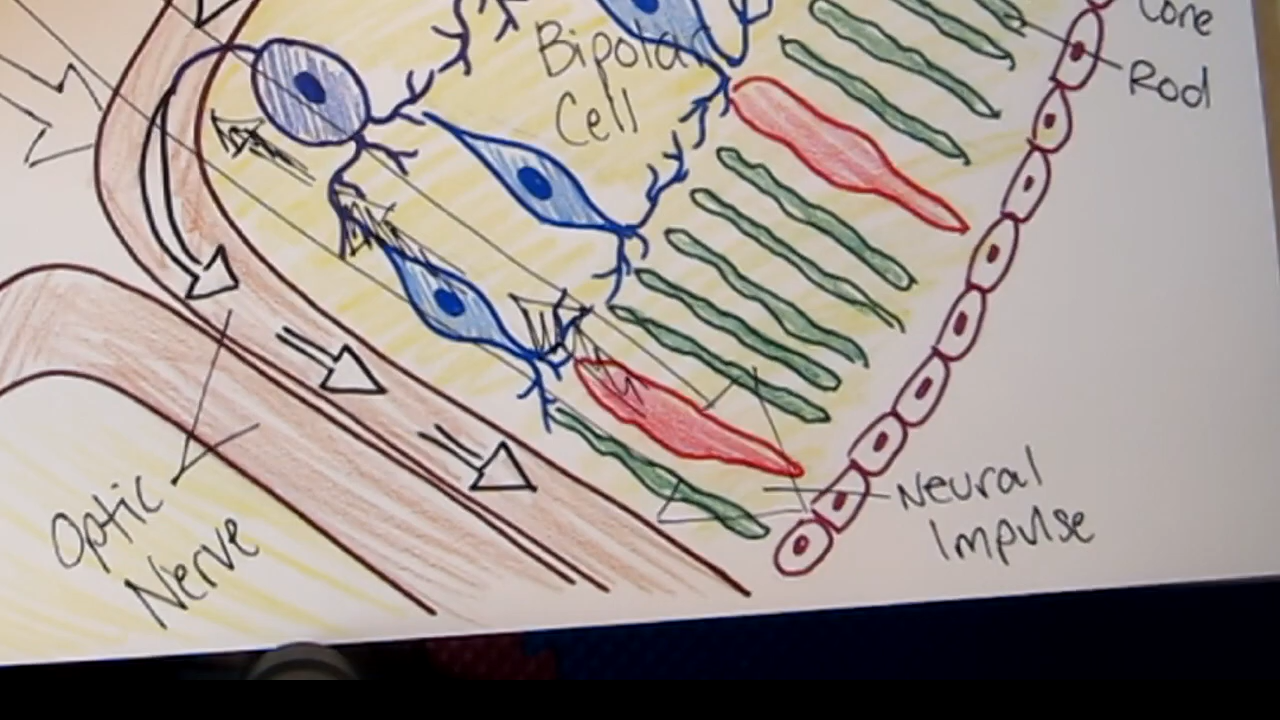 Bipolar
Cell
Cone
Rod
Neural
Impulse
Optic
Nerve